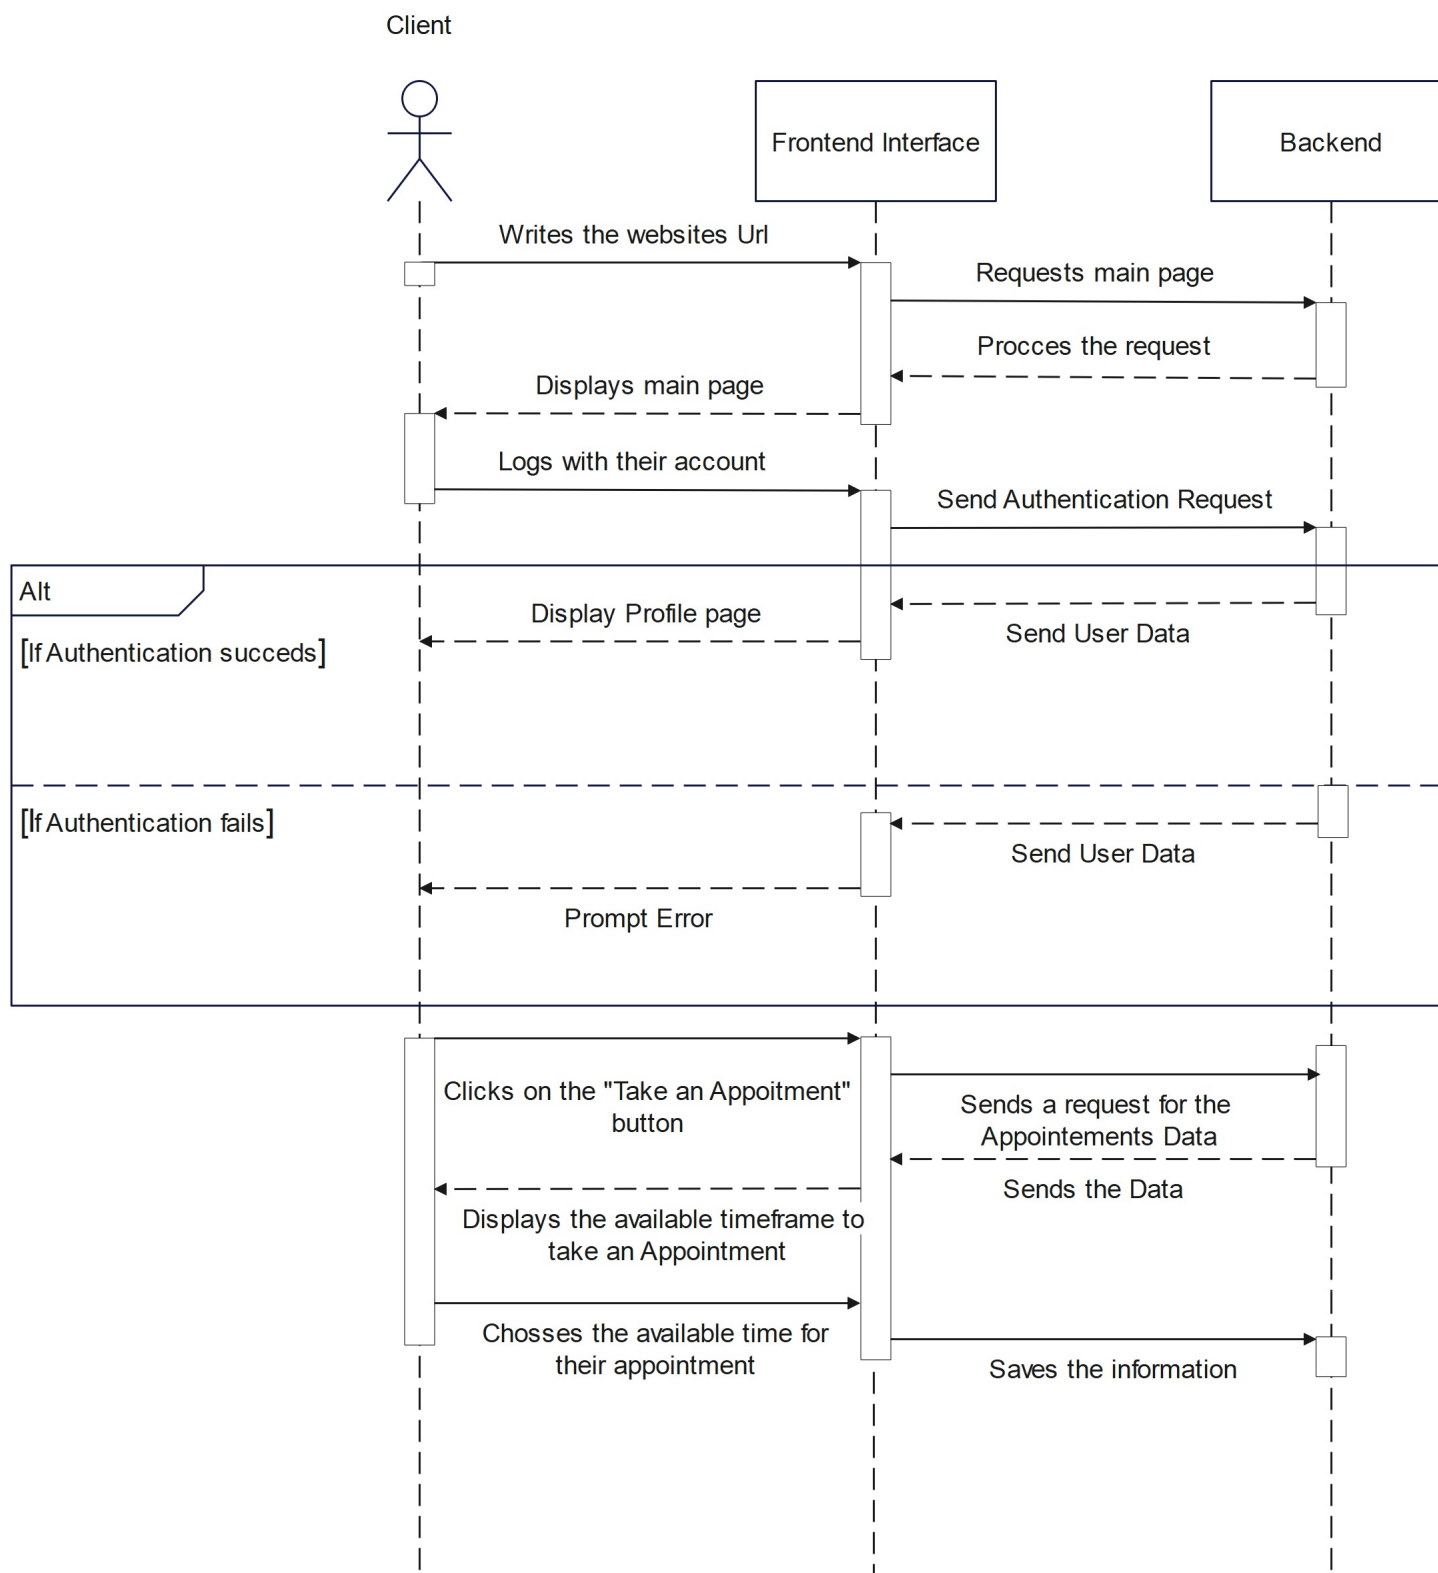 Client
Frontend Interface
Backend
Writes the websites Url
Requests main page
Procces the request
Displays main page
Logs with their account
Send Authentication Request
Alt
Display Profile page
Send User Data
[If Authentication succeds]
[If Authentication fails]
Send User Data
Prompt Error
Clicks on the "Take an Appoitment"
button
Sends a request for the
Appointements Data
Sends the Data
Displays the available timeframe to
take an Appointment
Chosses the available time for
their appointment
Saves the information